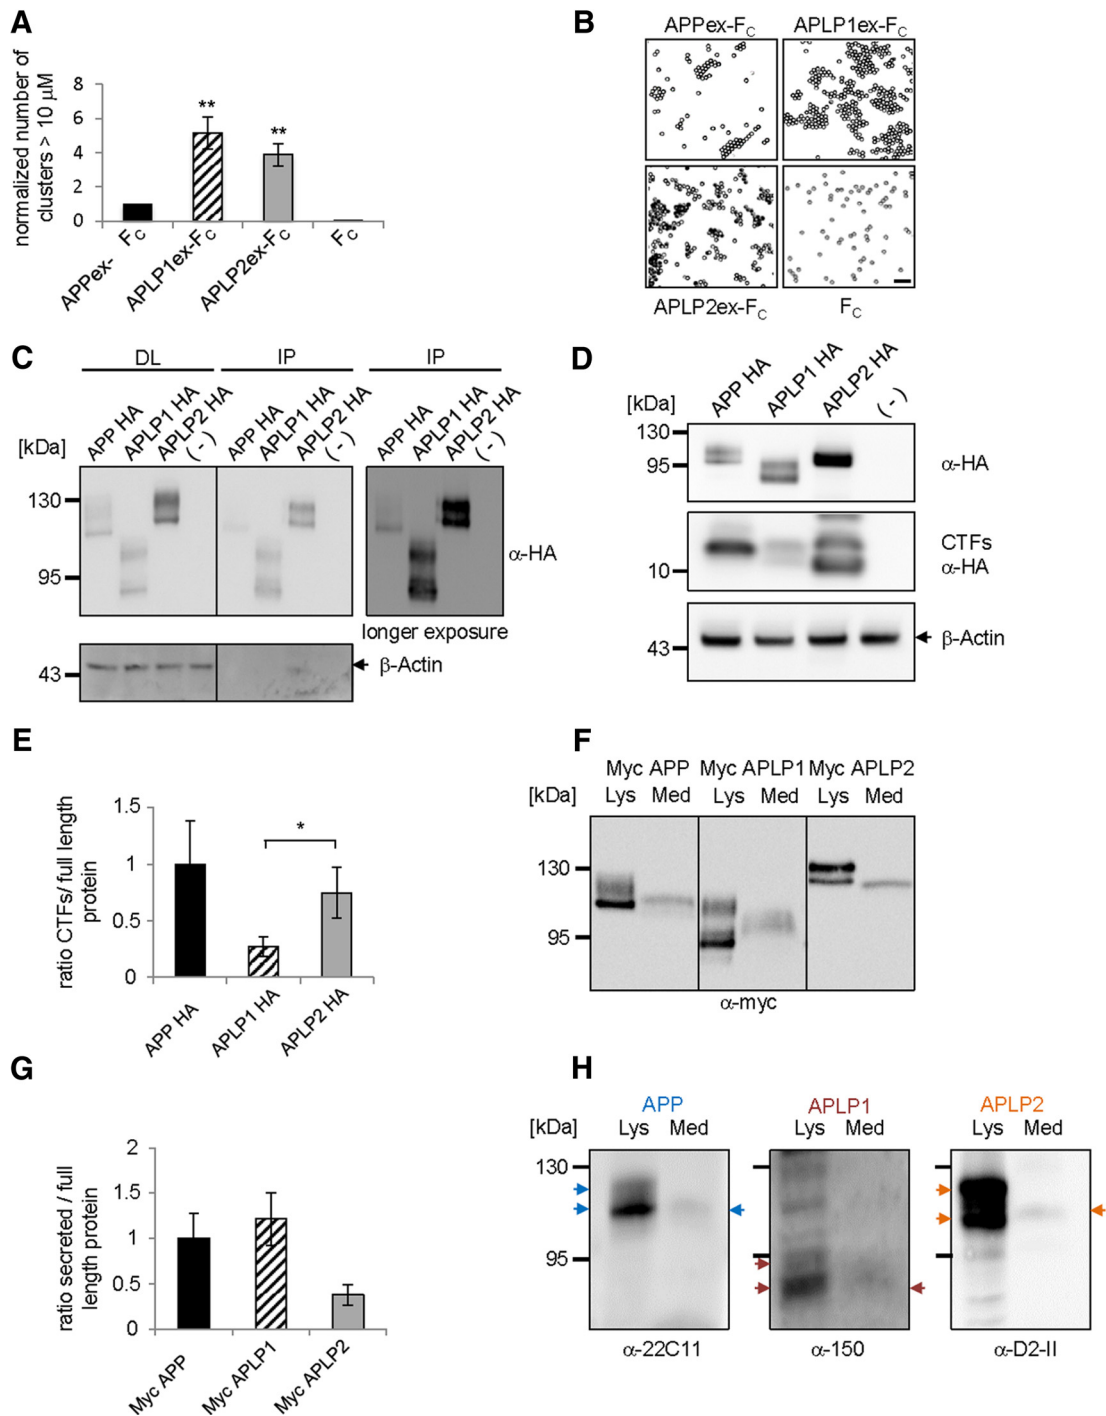 A
normalized number of
clusters > 10 µM
8
6
4
2
0
**
**
APPex- FC
APLP1ex-FC
APLP2ex-FC
FC
B
APPex-FC APLP1ex-FC
APLP2ex-FC FC
C
DL IP IP
[kDa]
APP HA
APLP1 HA
APLP2 HA
(-)
APP HA
APLP1 HA
APLP2 HA
(-)
APP HA
APLP1 HA
APLP2 HA
(-)
130
95
α-HA
longer exposure
43
β-Actin
D
[kDa]
APP HA
APLP1 HA
APLP2 HA
(-)
130
95
α-HA
CTFs
α-HA
10
43
β-Actin
E
ratio CTFs/ full length
protein
1.5
1
0.5
0
*
APP HA
APLP1 HA
APLP2 HA
F
Myc APP Myc APLP1 Myc APLP2
[kDa] Lys Med Lys Med Lys Med
130
95
α-myc
G
ratio secreted / full
length protein
2
1.5
1
0.5
0
Myc APP
Myc APLP1
Myc APLP2
H
APP APLP1 APLP2
[kDa] Lys Med Lys Med Lys Med
130
95
α-22C11 α-150 α-D2-II